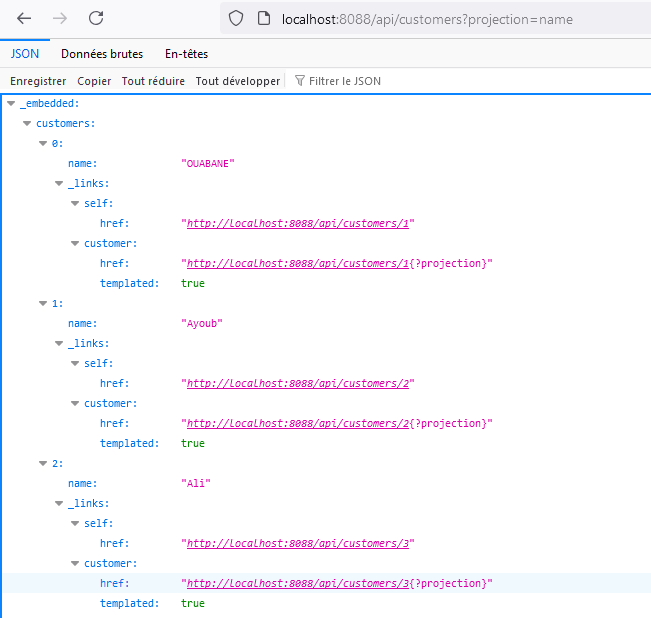 localhost:8088/api/customers?projection=name
JSON Données brutes En-têtes
Enregistrer Copier Tout réduire Tout développer Filtrer le JSON
_embedded:
customers:
0:
name: "OUABANE"
_links:
self:
href: "http://localhost:8088/api/customers/1"
customer:
href: "http://localhost:8088/api/customers/1{?projection}"
templated: true
1:
name: "Ayoub"
_links:
self:
href: "http://localhost:8088/api/customers/2"
customer:
href: "http://localhost:8088/api/customers/2{?projection}"
templated: true
2:
name: "Ali"
_links:
self:
href: "http://localhost:8088/api/customers/3"
customer:
href: "http://localhost:8088/api/customers/3{?projection}"
templated: true